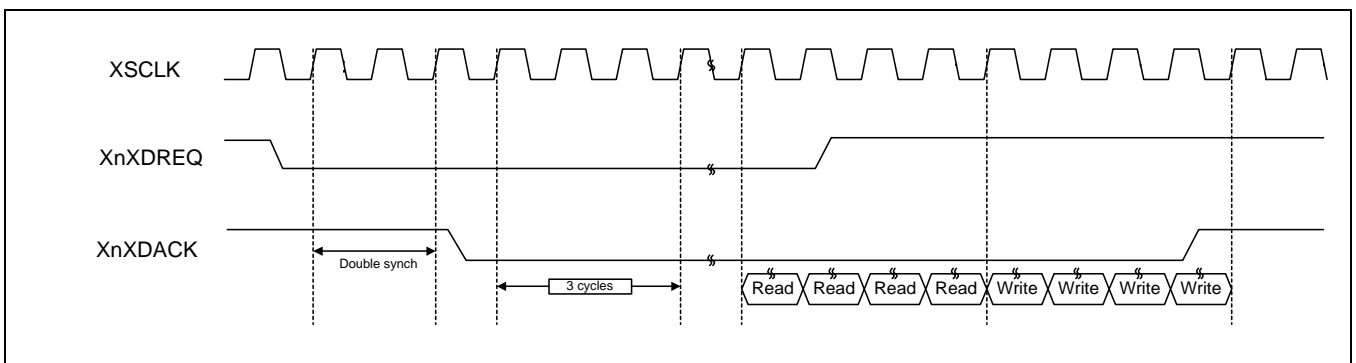 XSCLK
XnXDREQ
XnXDACK
Double synch
3 cycles
Read Read Read Read Write Write Write Write